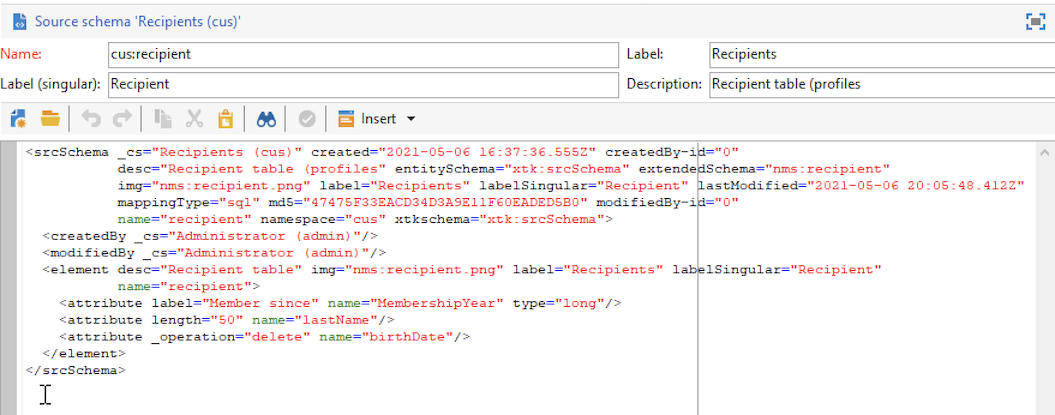 Source schema 'Recipients (cus)'
Name: cus:recipient Label: Recipients
Label (singular): Recipient Description: Recipient table (profiles
Insert
<srcSchema _cs="Recipients (cus)" created="2021-05-06 16:37:36.555Z" createdBy-id="0"
desc="Recipient table (profiles" entitySchema="xtk:srcSchema" extendedSchema="nms:recipient"
img="nms:recipient.png" label="Recipients" labelSingular="Recipient" lastModified="2021-05-06 20:05:48.412Z"
mappingType="sql" md5="47475F33EACD34D3A9E11F60EADED5B0" modifiedBy-id="0"
name="recipient" namespace="cus" xtkschema="xtk:srcSchema">
<createdBy _cs="Administrator (admin)"/>
<modifiedBy _cs="Administrator (admin)"/>
<element desc="Recipient table" img="nms:recipient.png" label="Recipients" labelSingular="Recipient"
name="recipient">
<attribute label="Member since" name="MembershipYear" type="long"/>
<attribute length="50" name="lastName"/>
<attribute _operation="delete" name="birthDate"/>
</element>
</srcSchema>